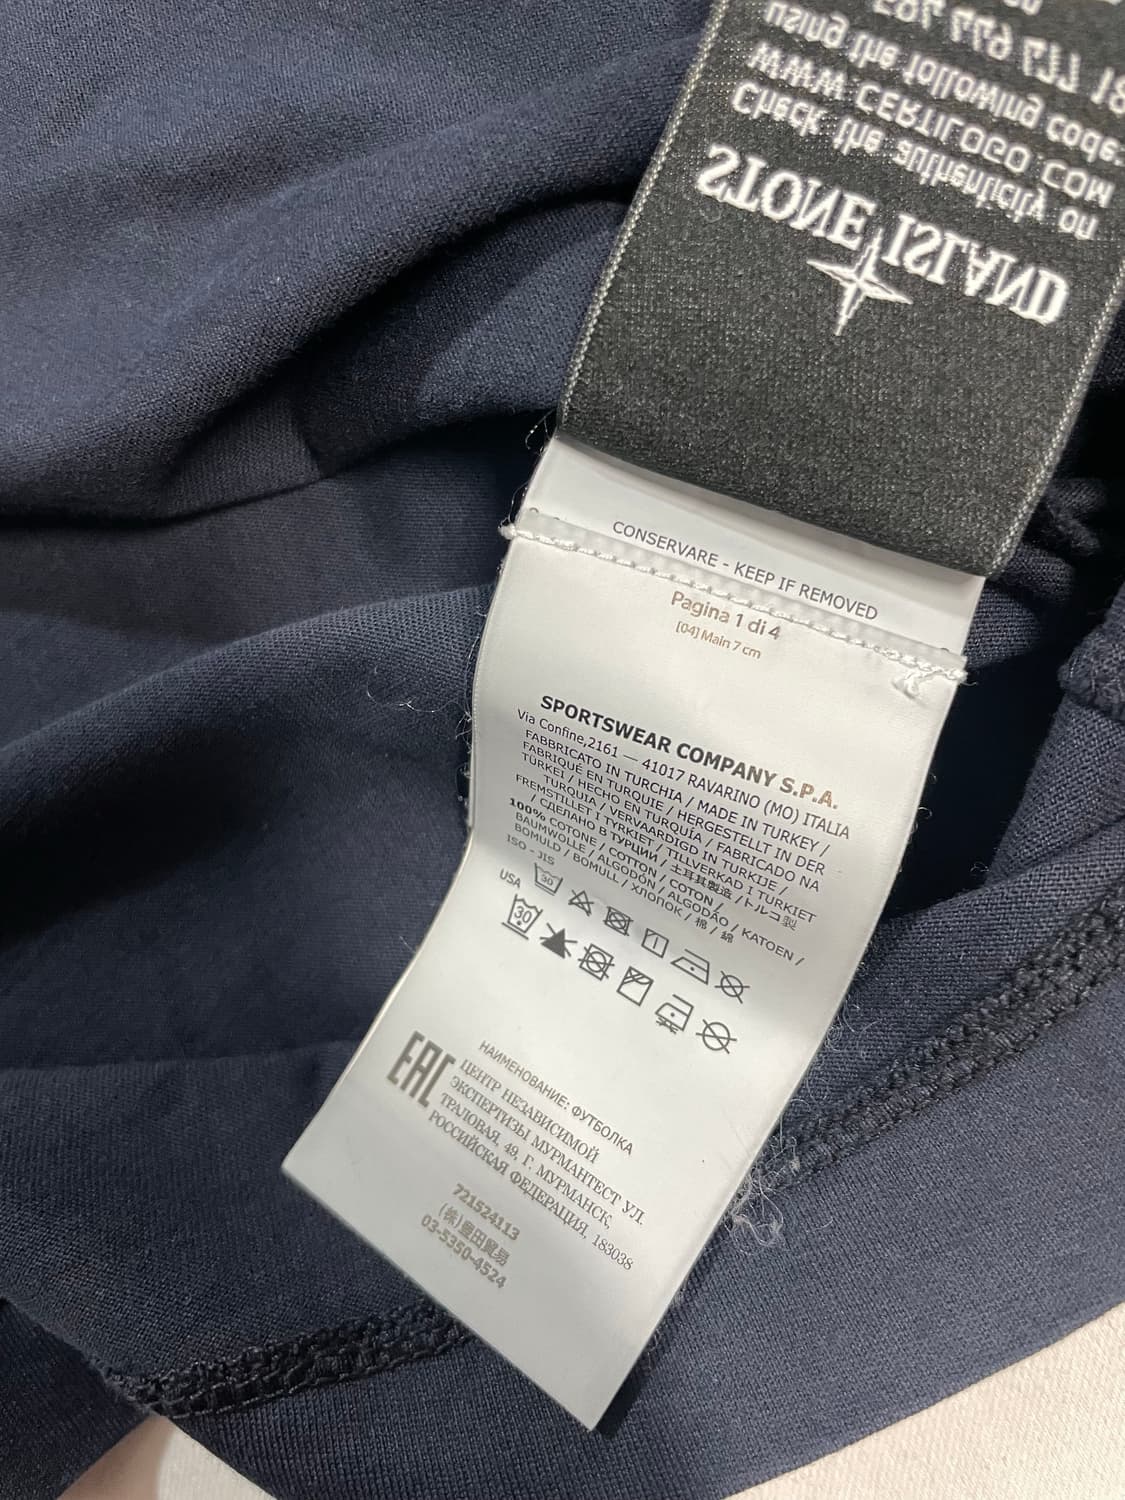 STONE ISLAND
Check the authenticity on
WWW.CERTILOGO.COM
using the following code:
CONSERVARE - KEEP IF REMOVED
Pagina 1 di 4
[04] Main 7 cm
SPORTSWEAR COMPANY S.P.A.
Via Confine,2161 — 41017 RAVARINO (MO) ITALIA
FABBRICATO IN TURCHIA / MADE IN TURKEY /
FABRIQUÉ EN TURQUIE / HERGESTELLT IN DER
TÜRKEI / HECHO EN TURQUÍA / FABRICADO NA
TURQUIA / VERVAARDIGD IN TURKIJE /
FREMSTILLET I TYRKIET / TILLVERKAD I TURKIET
/ СДЕЛАНО В ТУРЦИИ / 土耳其製造 / トルコ製
100% COTONE / COTTON / COTON /
BAUMWOLLE / ALGODÓN / ALGODÃO / KATOEN /
BOMULD / BOMULL / ХЛОПОК / 棉 / 綿
ISO - JIS
30
USA
30
EAC
НАИМЕНОВАНИЕ: ФУТБОЛКА
ЦЕНТР НЕЗАВИСИМОЙ
ЭКСПЕРТИЗЫ МУРМАНТЕСТ УЛ.
ТРАЛОВАЯ, 49, Г. МУРМАНСК,
РОССИЙСКАЯ ФЕДЕРАЦИЯ, 183038
721524113
(株)豊田貿易
03-5350-4524